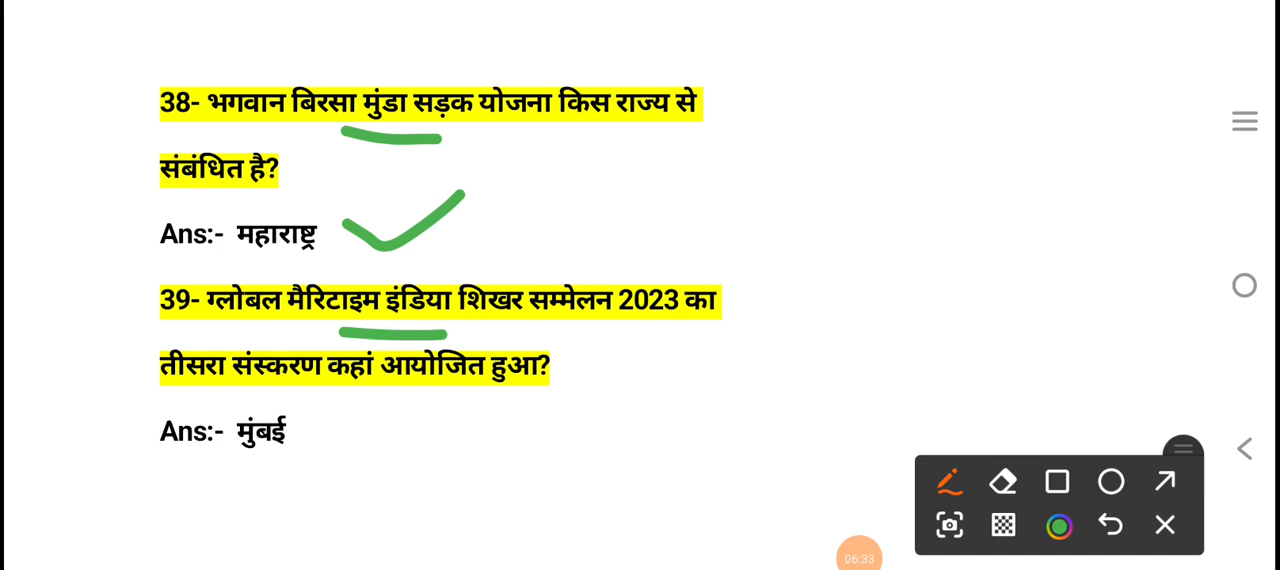 38- भगवान बिरसा मुंडा सड़क योजना किस राज्य से
संबंधित है?
Ans:- महाराष्ट्र
39- ग्लोबल मैरिटाइम इंडिया शिखर सम्मेलन 2023 का
तीसरा संस्करण कहां आयोजित हुआ?
Ans:- मुंबई
06:33